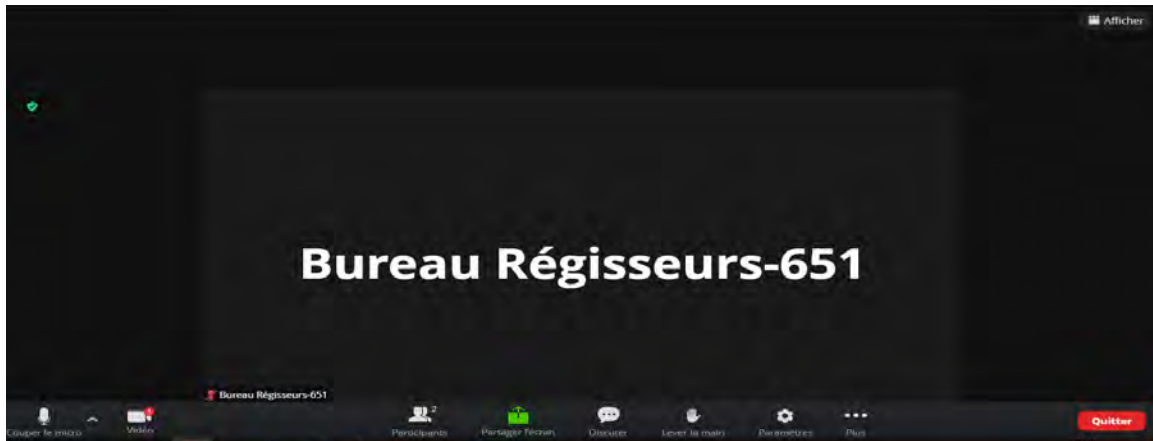 Afficher
Bureau Régisseurs-651
Bureau Régisseurs-651
2
Couper le micro
Vidéo
Participants
Partager l'écran
Discuter
Lever la main
Paramètres
Plus
Quitter